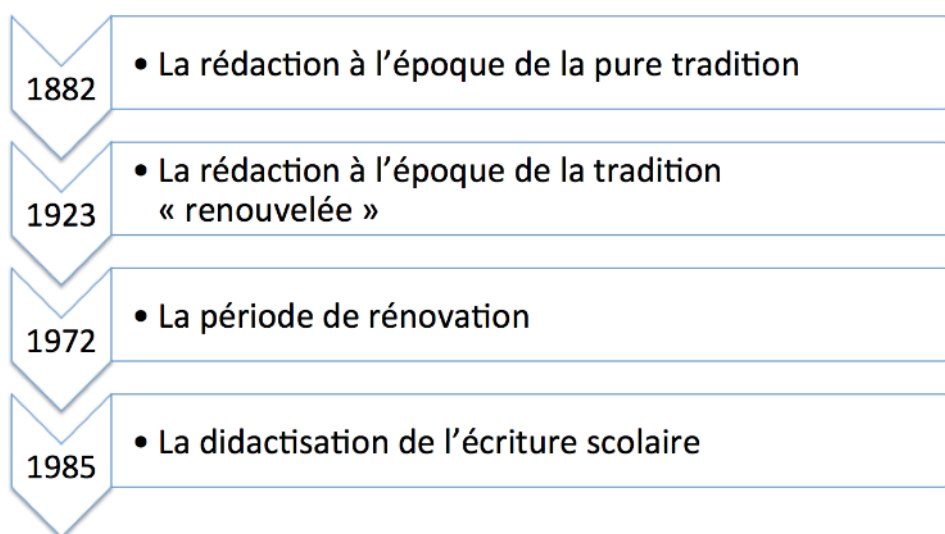 1882
• La rédaction à l’époque de la pure tradition
1923
• La rédaction à l’époque de la tradition
« renouvelée »
1972
• La période de rénovation
1985
• La didactisation de l’écriture scolaire